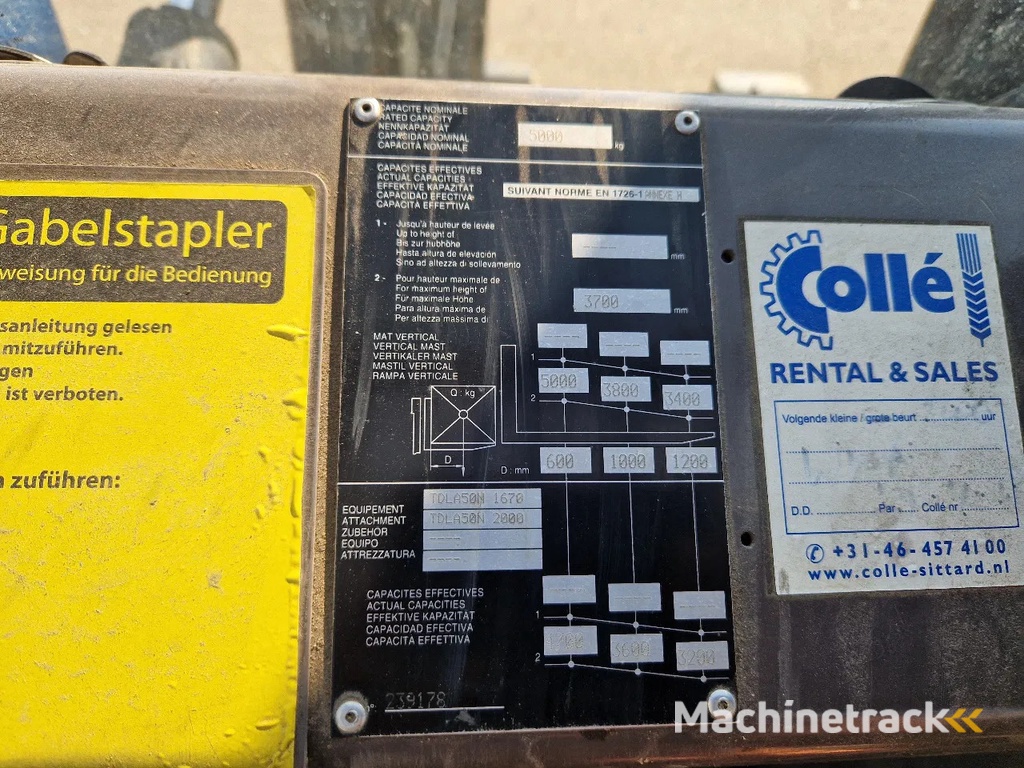 Gabelstapler
weisung für die Bedienung
sanleitung gelesen
mitzuführen.
gen
ist verboten.
zuführen:
CAPACITE NOMINALE
RATED CAPACITY
NENNKAPAZITÄT
CAPACIDAD NOMINAL
CAPACITA NOMINALE
5000 kg
CAPACITES EFFECTIVES
ACTUAL CAPACITIES
EFFEKTIVE KAPAZITÄT
CAPACIDAD EFECTIVA
CAPACITA EFFETTIVA
SUIVANT NORME EN 1726-1 ANNEXE H
1 - Jusqu'à hauteur de levée
Up to height of
Bis zur hubhöhe
Hasta altura de elevación
Sino ad altezza di sollevamento
---- mm
2 - Pour hauteur maximale de
For maximum height of
Für maximale Höhe
Para altura maxima de
Per altezza massima di
3700 mm
MAT VERTICAL
VERTICAL MAST
VERTIKALER MAST
MASTIL VERTICAL
RAMPA VERTICALE
Q : kg
D
1 ---- ---- ----
2 5000 3800 3400
D : mm 600 1000 1200
EQUIPEMENT
ATTACHMENT
ZUBEHOR
EQUIPO
ATTREZZATURA
TDLA50N 1670
TDLA50N 2000
----
----
CAPACITES EFFECTIVES
ACTUAL CAPACITIES
EFFEKTIVE KAPAZITÄT
CAPACIDAD EFECTIVA
CAPACITA EFFETTIVA
1 ---- ---- ----
2 3600 3200
239178
Collé
RENTAL & SALES
Volgende kleine / grote beurt uur
D.D. Par Collé nr
+31-46-457 41 00
www.colle-sittard.nl
Machinetrack